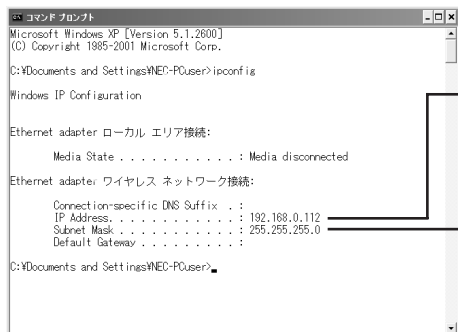 コマンド プロンプト
Microsoft Windows XP [Version 5.1.2600]
(C) Copyright 1985-2001 Microsoft Corp.
C:¥Documents and Settings¥NEC-PCuser>ipconfig
Windows IP Configuration
Ethernet adapter ローカル エリア接続:
Media State . . . . . . . . . . . : Media disconnected
Ethernet adapter ワイヤレス ネットワーク接続:
Connection-specific DNS Suffix . :
IP Address. . . . . . . . . . . . : 192.168.0.112
Subnet Mask . . . . . . . . . . . : 255.255.255.0
Default Gateway . . . . . . . . . :
C:¥Documents and Settings¥NEC-PCuser>